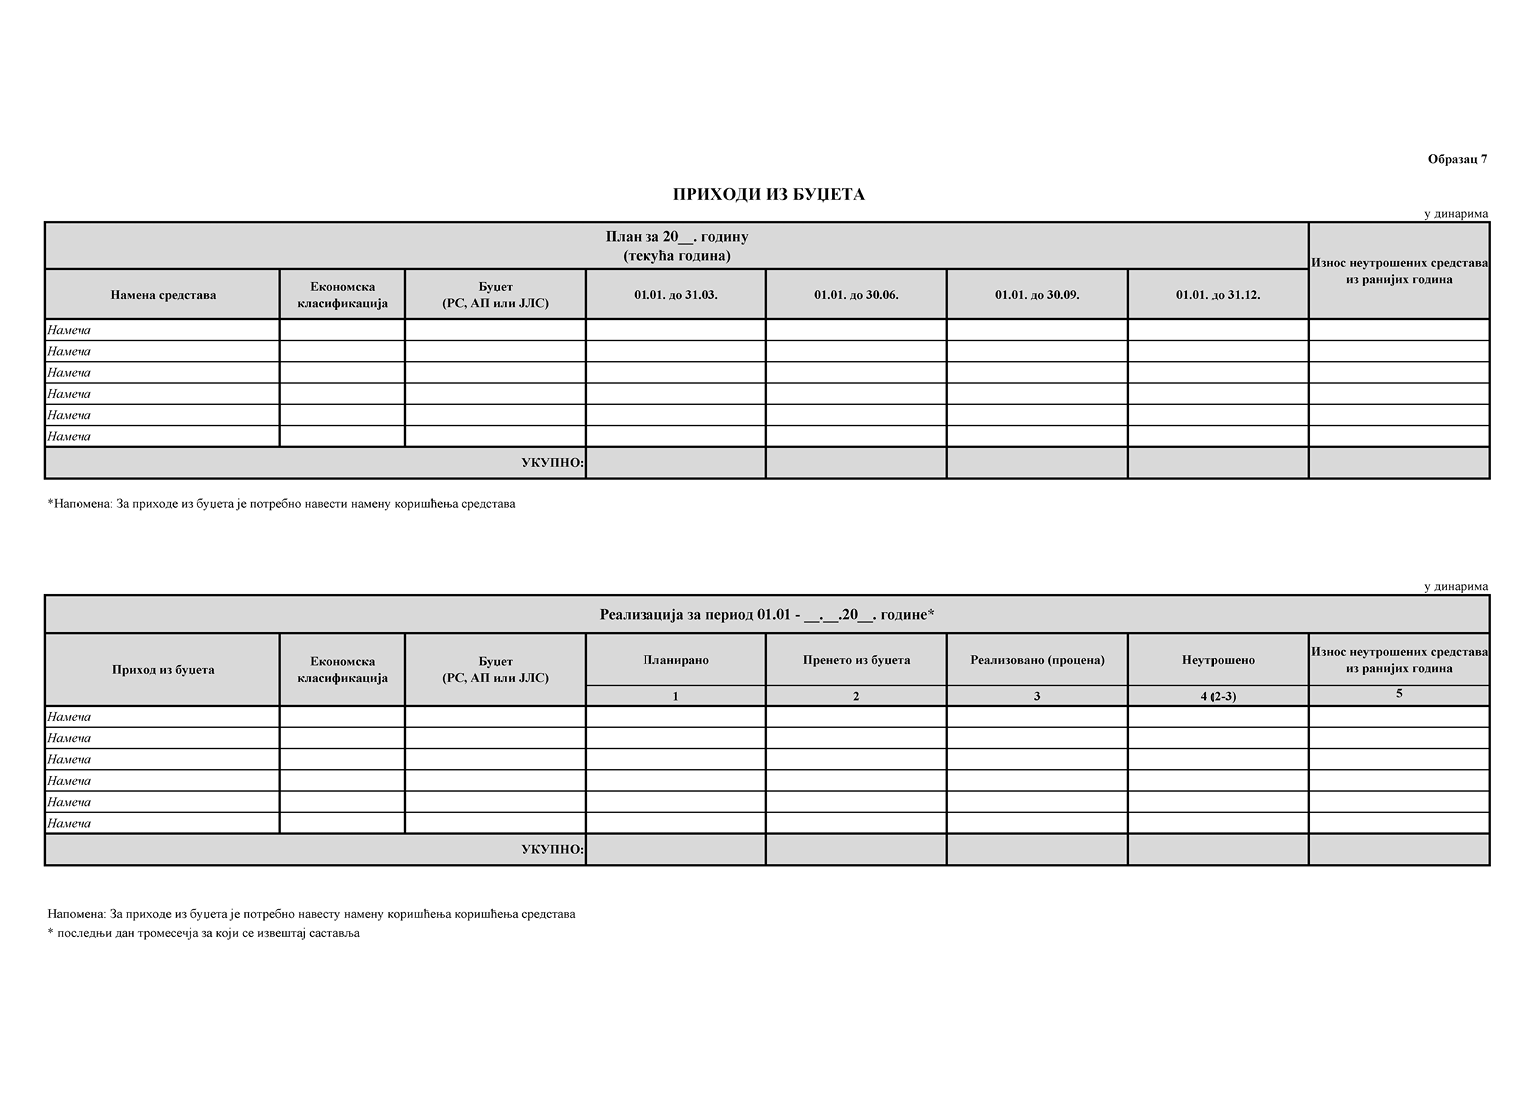 Образац 7
ПРИХОДИ ИЗ БУЏЕТА
у динарима
План за 20__. годину
(текућа година)
Износ неутрошених средстава
из ранијих година
Намена средстава
Економска
класификација
Буџет
(РС, АП или ЈЛС)
01.01. до 31.03.
01.01. до 30.06.
01.01. до 30.09.
01.01. до 31.12.
Намена
Намена
Намена
Намена
Намена
Намена
УКУПНО:
*Напомена: За приходе из буџета је потребно навести намену коришћења средстава
у динарима
Реализација за период 01.01 - __.__.20__. године*
Приход из буџета
Економска
класификација
Буџет
(РС, АП или ЈЛС)
Планирано
Пренето из буџета
Реализовано (процена)
Неутрошено
Износ неутрошених средстава
из ранијих година
1
2
3
4 (2-3)
5
Намена
Намена
Намена
Намена
Намена
Намена
УКУПНО:
Напомена: За приходе из буџета је потребно навесту намену коришћења коришћења средстава
* последњи дан тромесечја за који се извештај саставља